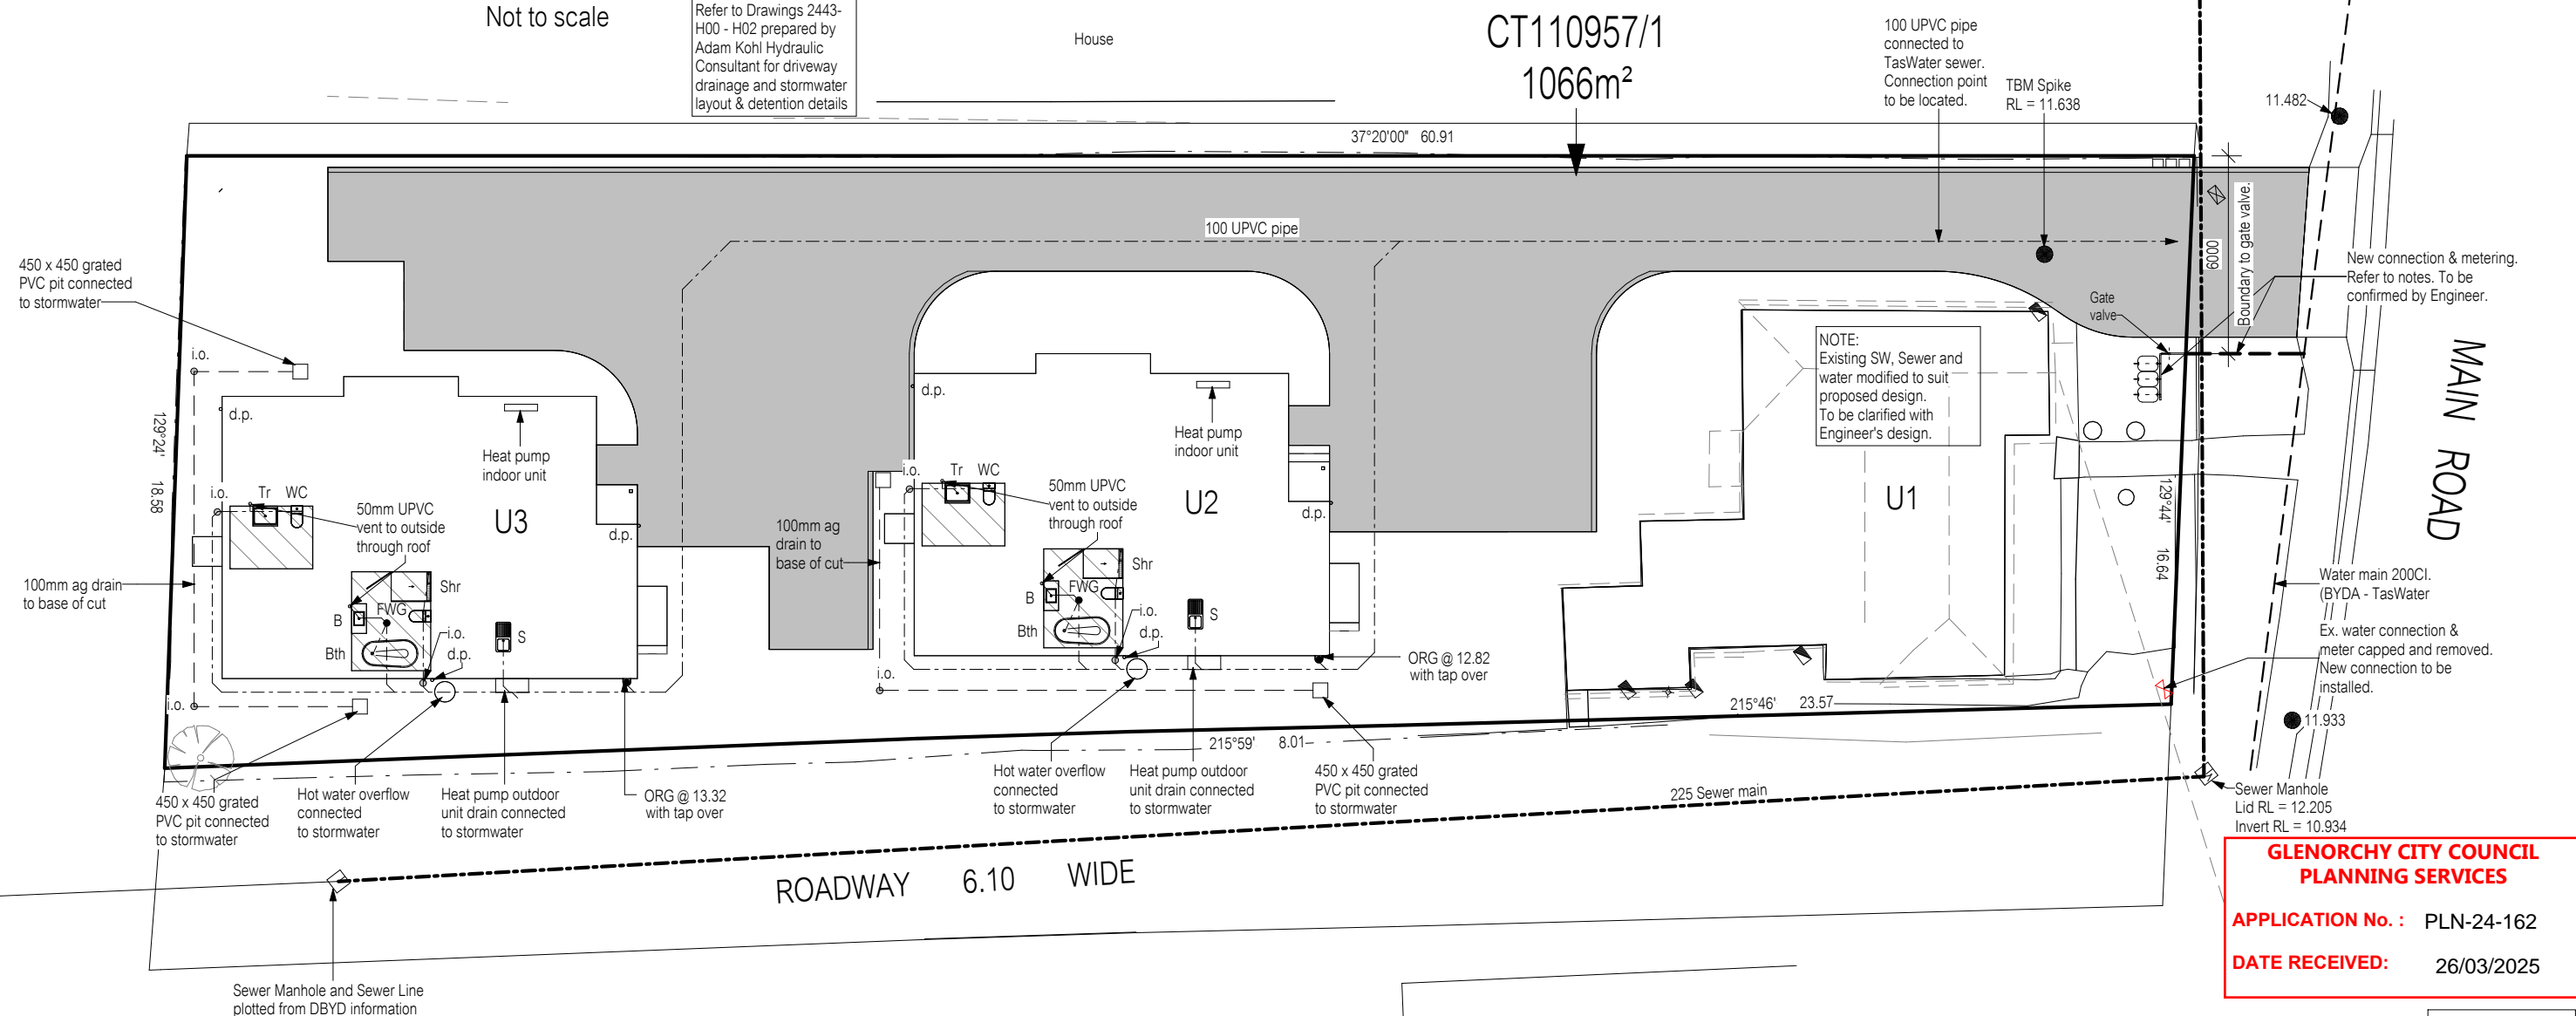 Not to scale
Refer to Drawings 2443-
H00 - H02 prepared by
Adam Kohl Hydraulic
Consultant for driveway
drainage and stormwater
layout & detention details
House
CT110957/1
1066m²
100 UPVC pipe
connected to
TasWater sewer.
Connection point
to be located.
TBM Spike
RL = 11.638
11.482
37°20'00" 60.91
100 UPVC pipe
6000
Boundary to gate valve.
New connection & metering.
Refer to notes. To be
confirmed by Engineer.
Gate
valve
450 x 450 grated
PVC pit connected
to stormwater
i.o.
d.p.
129°24' 18.58
Heat pump
indoor unit
i.o.
Tr WC
50mm UPVC
vent to outside
through roof
U3
d.p.
100mm ag drain
to base of cut
Shr
FWG
B
Bth
i.o.
d.p.
S
i.o.
100mm ag
drain to
base of cut
d.p.
Heat pump
indoor unit
i.o.
Tr WC
50mm UPVC
vent to outside
through roof
U2
d.p.
Shr
FWG
B
Bth
i.o.
d.p.
S
i.o.
ORG @ 12.82
with tap over
NOTE:
Existing SW, Sewer and
water modified to suit
proposed design.
To be clarified with
Engineer's design.
U1
129°44' 16.64
MAIN ROAD
Water main 200CI.
(BYDA - TasWater
Ex. water connection &
meter capped and removed.
New connection to be
installed.
11.933
215°46' 23.57
215°59' 8.01
450 x 450 grated
PVC pit connected
to stormwater
Hot water overflow
connected
to stormwater
Heat pump outdoor
unit drain connected
to stormwater
ORG @ 13.32
with tap over
Hot water overflow
connected
to stormwater
Heat pump outdoor
unit drain connected
to stormwater
450 x 450 grated
PVC pit connected
to stormwater
225 Sewer main
Sewer Manhole
Lid RL = 12.205
Invert RL = 10.934
ROADWAY 6.10 WIDE
Sewer Manhole and Sewer Line
plotted from DBYD information
GLENORCHY CITY COUNCIL
PLANNING SERVICES
APPLICATION No. : PLN-24-162
DATE RECEIVED: 26/03/2025